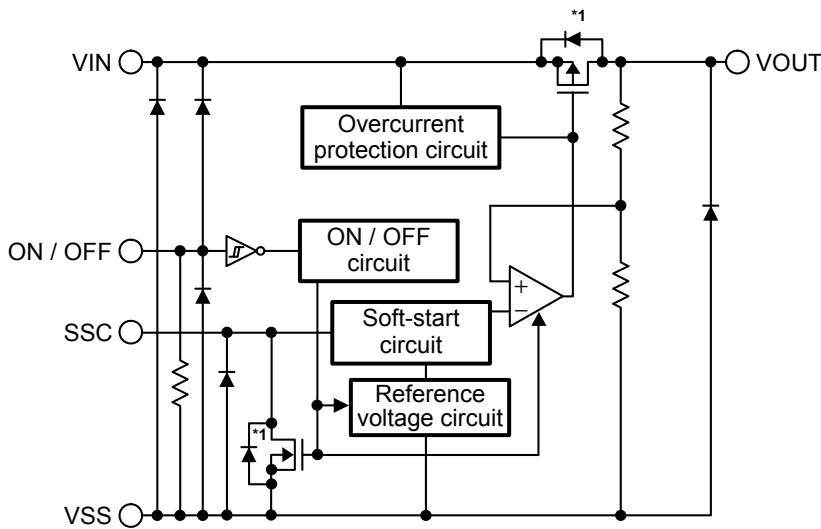 *1
VIN
VOUT
Overcurrent
protection circuit
ON / OFF
ON / OFF
circuit
+
−
SSC
Soft-start
circuit
Reference
voltage circuit
*1
VSS